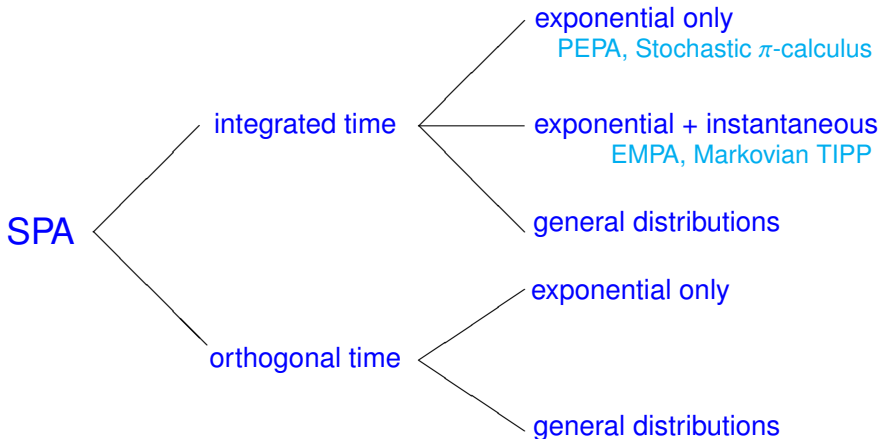 exponential only
PEPA, Stochastic π-calculus
integrated time
exponential + instantaneous
EMPA, Markovian TIPP
general distributions
SPA
exponential only
orthogonal time
general distributions